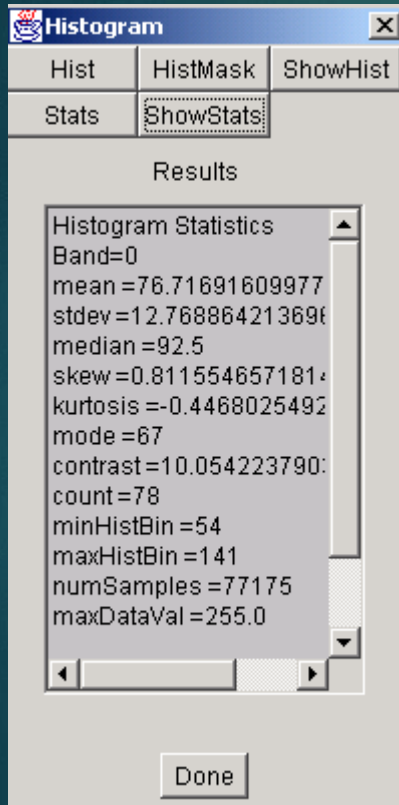 Histogram
Hist HistMask ShowHist
Stats ShowStats
Results
Histogram Statistics
Band=0
mean =76.71691609977
stdev =12.76886421369
median =92.5
skew =0.8115546571814
kurtosis =-0.4468025492
mode =67
contrast =10.0542237903
count =78
minHistBin =54
maxHistBin =141
numSamples =77175
maxDataVal =255.0
Done